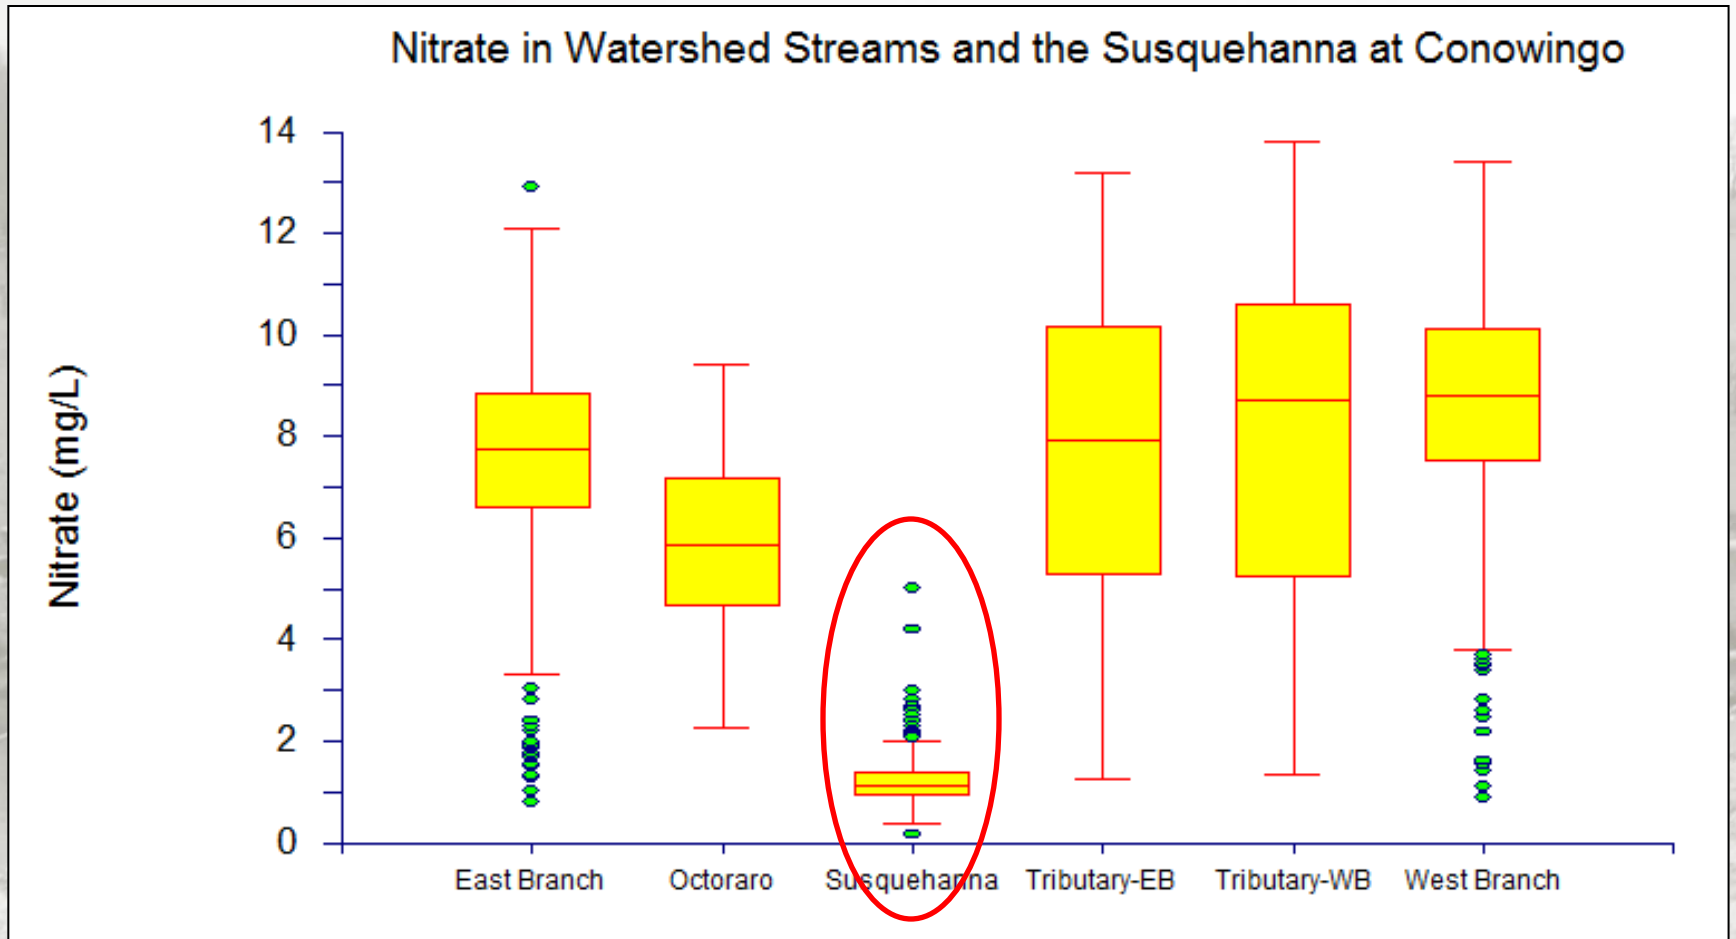 Nitrate in Watershed Streams and the Susquehanna at Conowingo
Nitrate (mg/L)
14
12
10
8
6
4
2
0
East Branch Octoraro Susquehanna Tributary-EB Tributary-WB West Branch